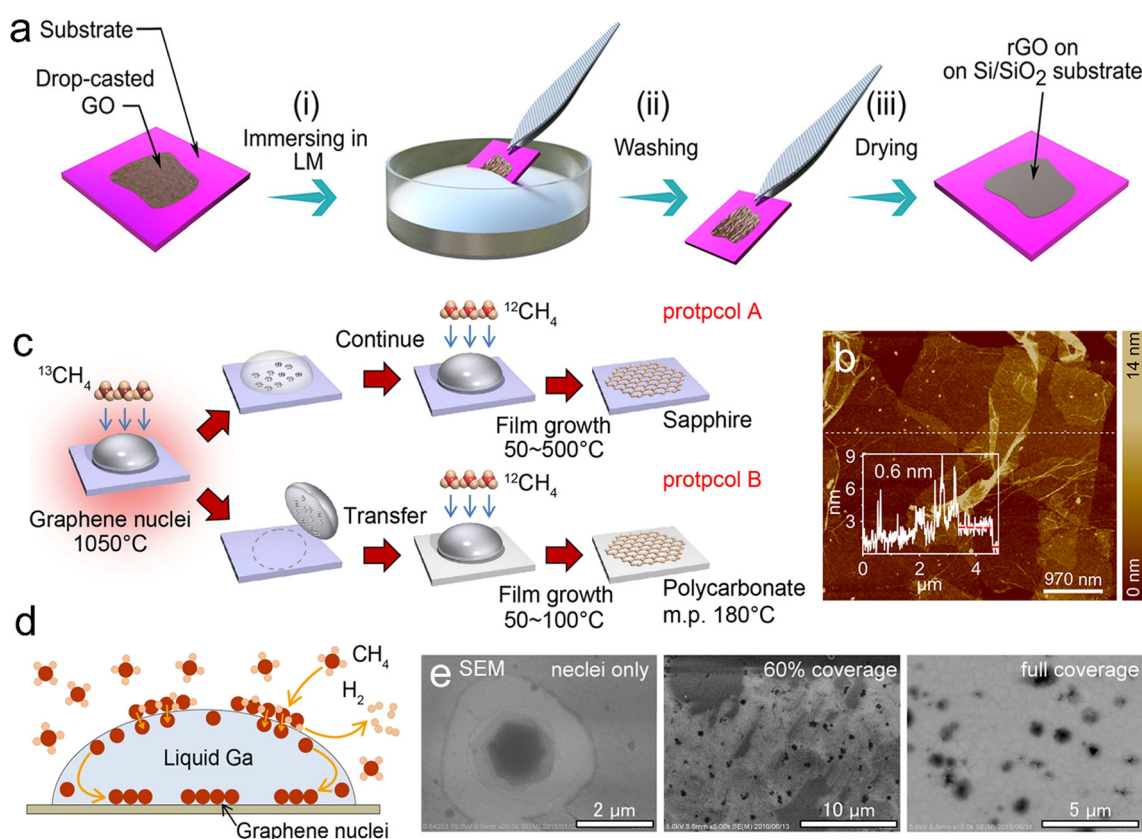 a
Substrate
Drop-casted
GO
(i)
Immersing in
LM
(ii)
Washing
(iii)
Drying
rGO on
on Si/SiO₂ substrate
c
¹³CH₄
Graphene nuclei
1050°C
Continue
¹²CH₄
protpcol A
Film growth
50~500°C
Sapphire
Transfer
¹²CH₄
protpcol B
Film growth
50~100°C
Polycarbonate
m.p. 180°C
b
14 nm
0 nm
9
6
3
nm
0.6 nm
0 2 4
µm
970 nm
d
CH₄
H₂
Liquid Ga
Graphene nuclei
e
SEM
neclei only
2 µm
60% coverage
10 µm
full coverage
5 µm